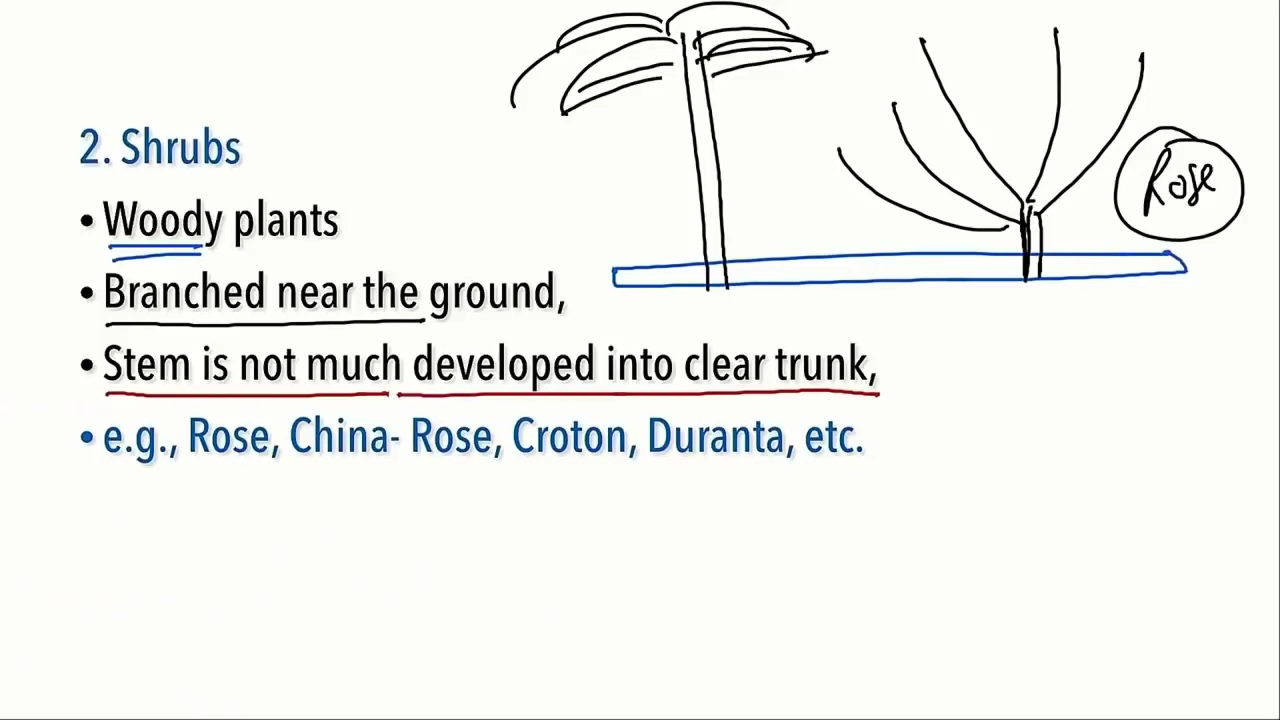 2. Shrubs
• Woody plants
• Branched near the ground,
• Stem is not much developed into clear trunk,
• e.g., Rose, China- Rose, Croton, Duranta, etc.
Rose